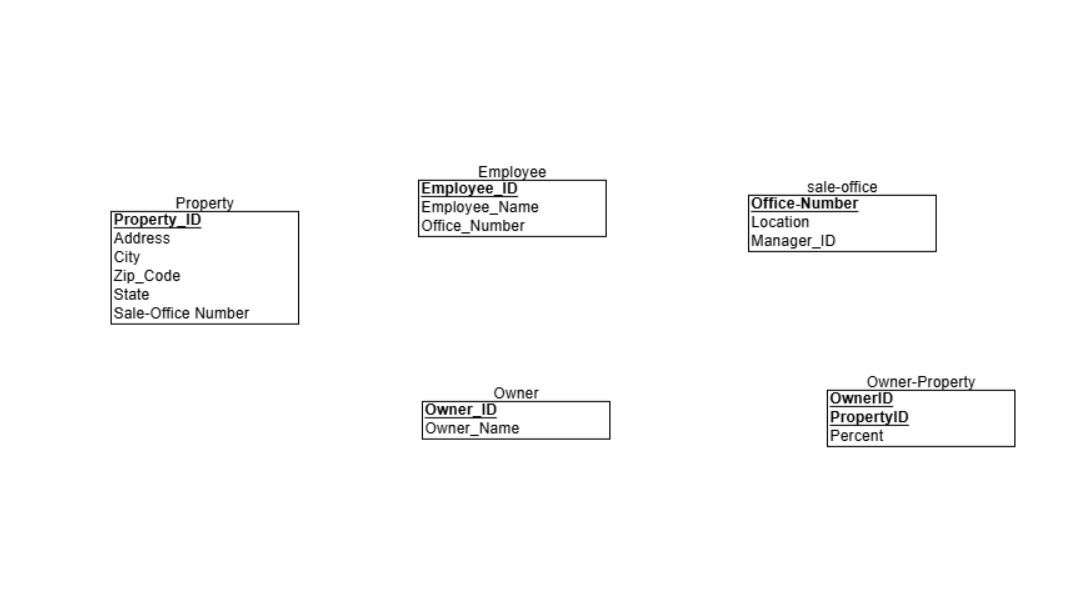 Property
Property_ID
Address
City
Zip_Code
State
Sale-Office Number
Employee
Employee_ID
Employee_Name
Office_Number
sale-office
Office-Number
Location
Manager_ID
Owner
Owner_ID
Owner_Name
Owner-Property
OwnerID
PropertyID
Percent